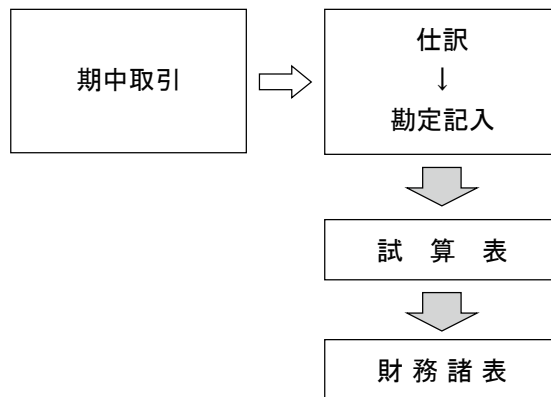 期中取引
仕訳
↓
勘定記入
試 算 表
財 務 諸 表